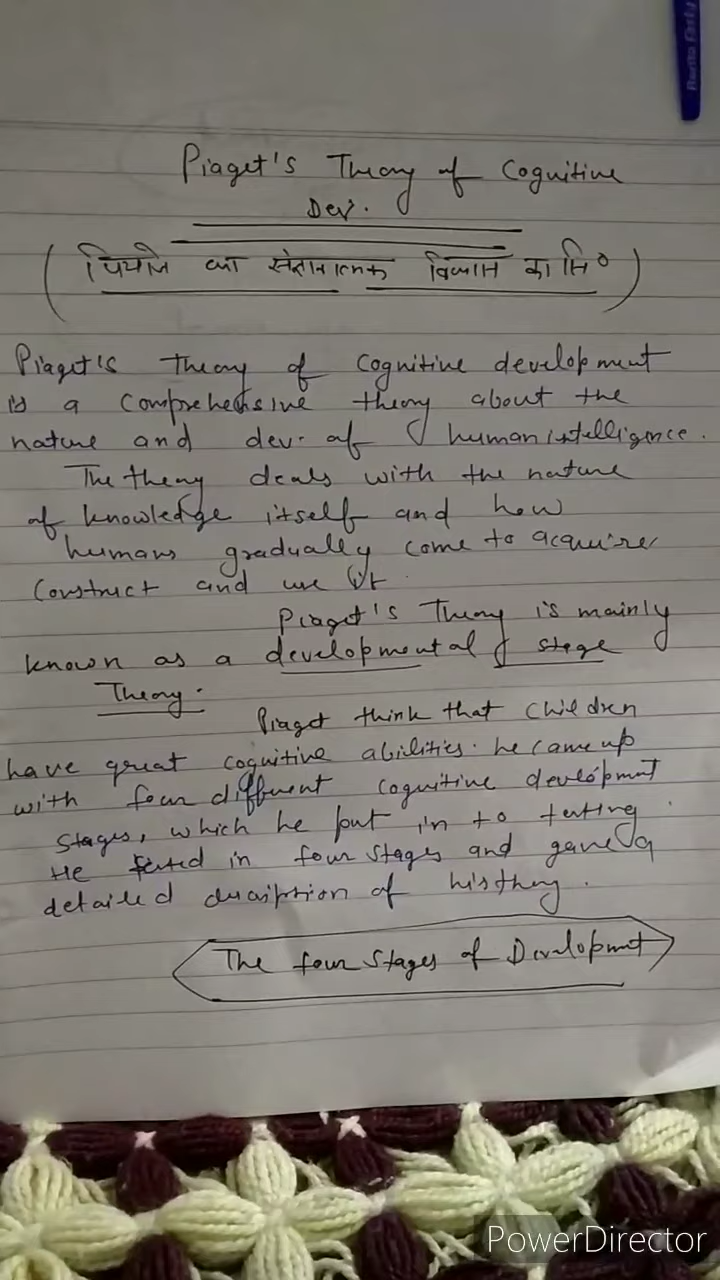 Piaget's Theory of Cognitive
Dev.
(पियाजे का संज्ञानात्मक विकास का सि०)
Piaget's theory of cognitive development
is a comprehensive theory about the
nature and dev. of human intelligence.
The theory deals with the nature
of knowledge itself and how
humans gradually come to acquire
construct and use it.
Piaget's Theory is mainly
known as a developmental stage
Theory.
Piaget think that children
have great cognitive abilities. he came up
with four different cognitive development
stages, which he put in to testing.
He in four stages and gave a
detailed description of his theory.
The four Stages of Development
PowerDirector